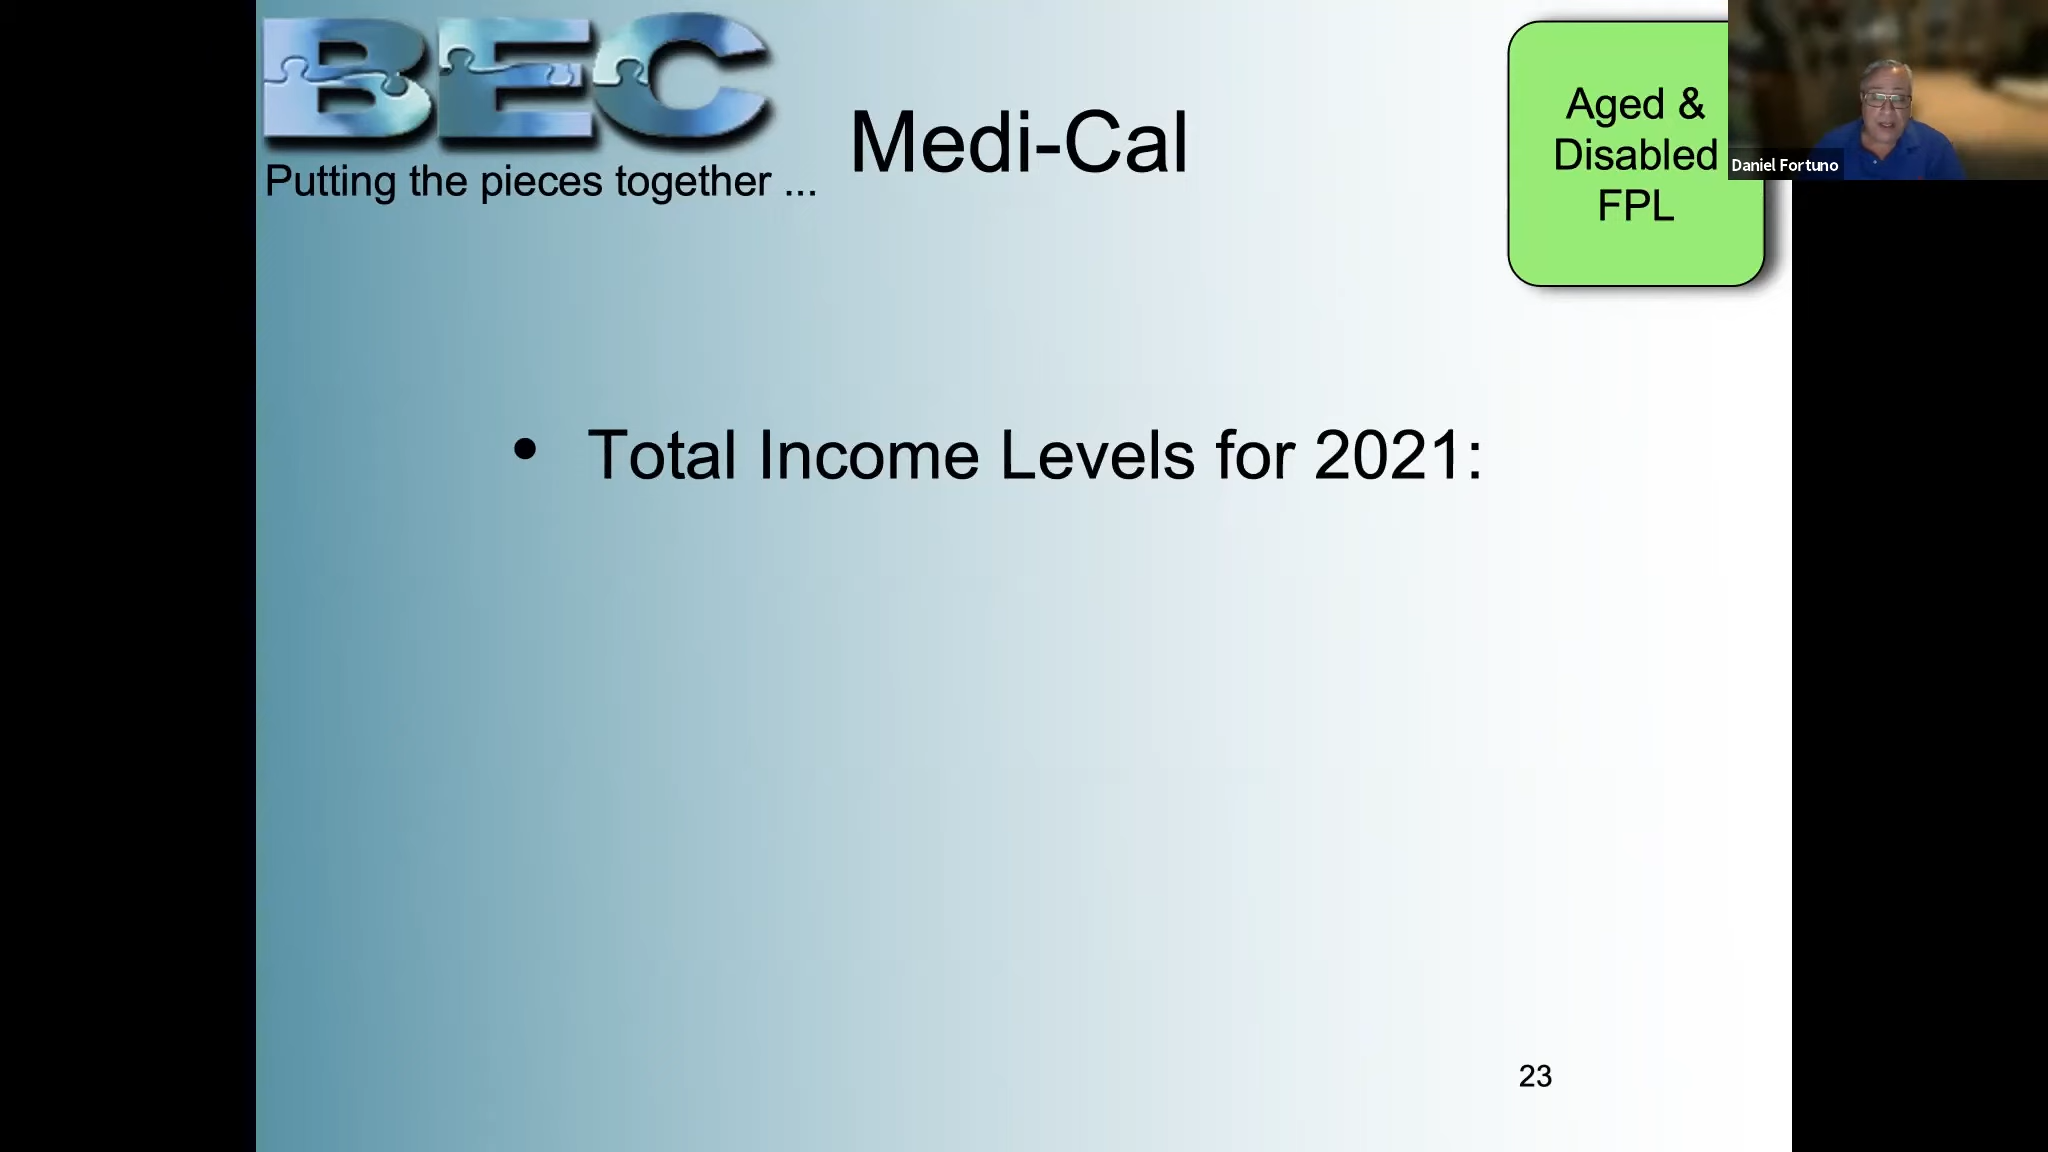 BEC
Putting the pieces together ...
Medi-Cal
Aged &
Disabled
FPL
Daniel Fortuno
• Total Income Levels for 2021:
23